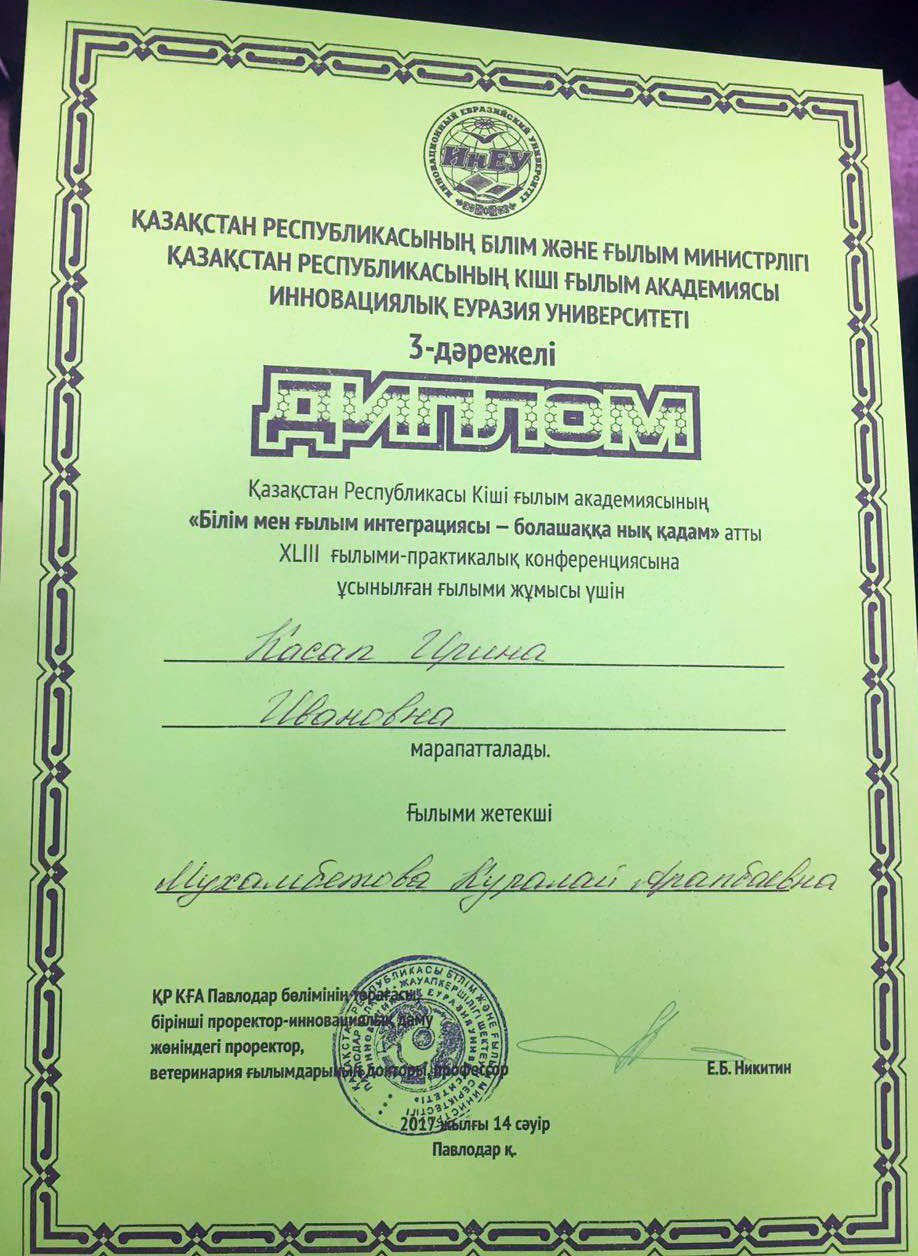 ИННОВАЦИОННЫЙ ЕВРАЗИЙСКИЙ УНИВЕРСИТЕТ
ИнЕУ
ҚАЗАҚСТАН РЕСПУБЛИКАСЫНЫҢ БІЛІМ ЖӘНЕ ҒЫЛЫМ МИНИСТРЛІГІ
ҚАЗАҚСТАН РЕСПУБЛИКАСЫНЫҢ КІШІ ҒЫЛЫМ АКАДЕМИЯСЫ
ИННОВАЦИЯЛЫҚ ЕУРАЗИЯ УНИВЕРСИТЕТІ
3-дәрежелі
ДИПЛОМ
Қазақстан Республикасы Кіші ғылым академиясының
«Білім мен ғылым интеграциясы – болашаққа нық қадам» атты
XLIII ғылыми-практикалық конференциясына
ұсынылған ғылыми жұмысы үшін
Касап Ирина
Ивановна
марапатталады.
Ғылыми жетекші
Мухамбетова Куралай Арапбаевна
ҚР КҒА Павлодар бөлімінің төрағасы,
бірінші проректор-инновациялық даму
жөніндегі проректор,
ветеринария ғылымдарының докторы, профессор
Е.Б. Никитин
2017 жылғы 14 сәуір
Павлодар қ.